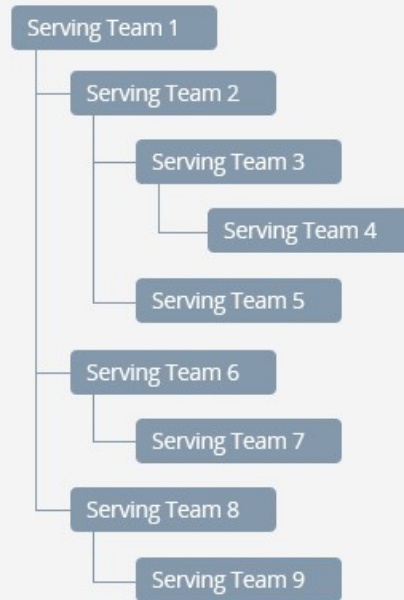 Serving Team 1
Serving Team 2
Serving Team 3
Serving Team 4
Serving Team 5
Serving Team 6
Serving Team 7
Serving Team 8
Serving Team 9